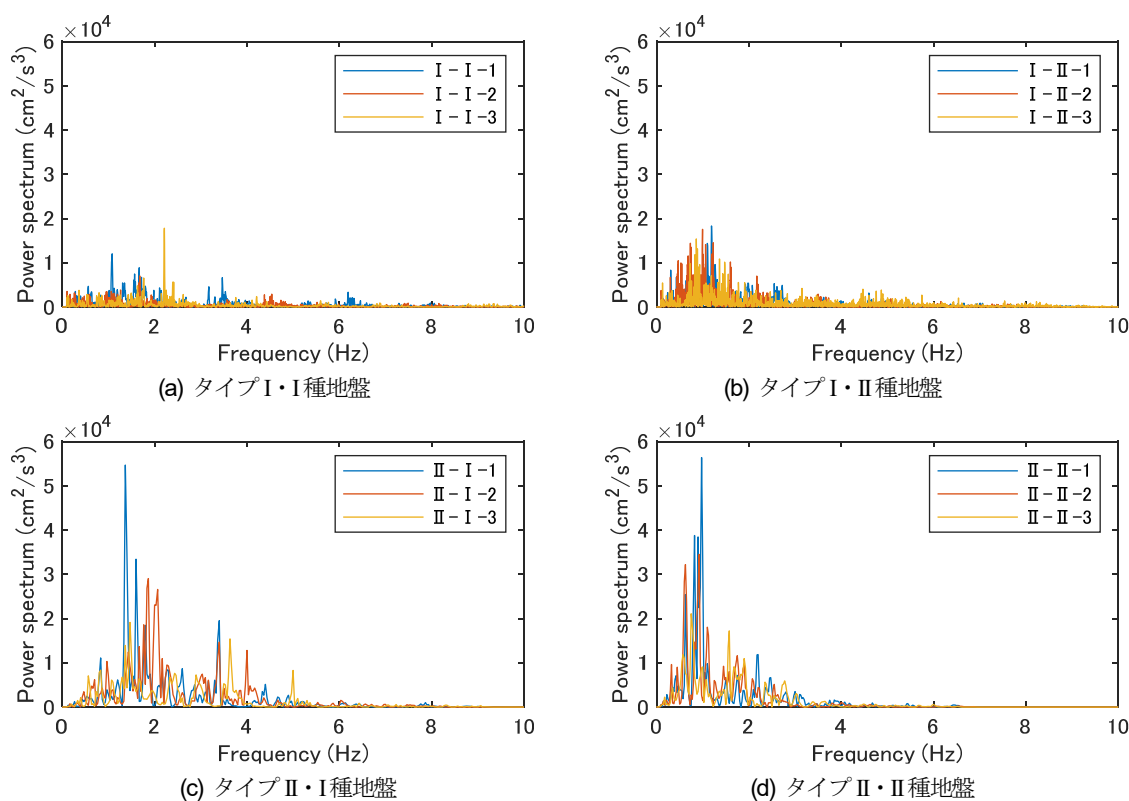 ×10⁴
6
5
4
3
2
1
0
Power spectrum (cm²/s³)
Ⅰ-Ⅰ-1
Ⅰ-Ⅰ-2
Ⅰ-Ⅰ-3
0 2 4 6 8 10
Frequency (Hz)
(a) タイプⅠ・Ⅰ種地盤
×10⁴
6
5
4
3
2
1
0
Power spectrum (cm²/s³)
Ⅰ-Ⅱ-1
Ⅰ-Ⅱ-2
Ⅰ-Ⅱ-3
0 2 4 6 8 10
Frequency (Hz)
(b) タイプⅠ・Ⅱ種地盤
×10⁴
6
5
4
3
2
1
0
Power spectrum (cm²/s³)
Ⅱ-Ⅰ-1
Ⅱ-Ⅰ-2
Ⅱ-Ⅰ-3
0 2 4 6 8 10
Frequency (Hz)
(c) タイプⅡ・Ⅰ種地盤
×10⁴
6
5
4
3
2
1
0
Power spectrum (cm²/s³)
Ⅱ-Ⅱ-1
Ⅱ-Ⅱ-2
Ⅱ-Ⅱ-3
0 2 4 6 8 10
Frequency (Hz)
(d) タイプⅡ・Ⅱ種地盤